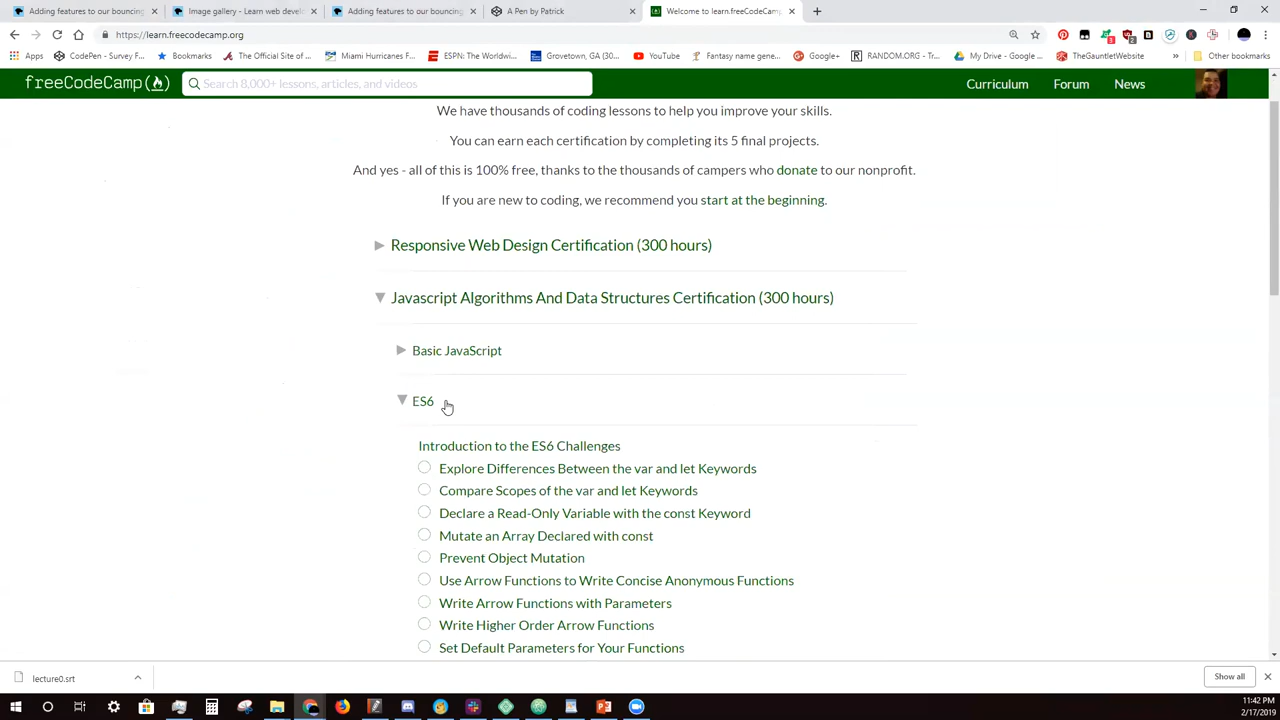 Adding features to our bouncing
Image gallery - Learn web devel
Adding features to our bouncing
A Pen by Patrick
Welcome to learn.freeCodeCamp
https://learn.freecodecamp.org
Apps
CodePen - Survey F...
Bookmarks
The Official Site of ...
Miami Hurricanes F...
ESPN: The Worldwi...
Grovetown, GA (30...
YouTube
Fantasy name gene...
Google+
RANDOM.ORG - Tr...
My Drive - Google ...
TheGauntletWebsite
Other bookmarks
freeCodeCamp
Search 8,000+ lessons, articles, and videos
Curriculum
Forum
News
We have thousands of coding lessons to help you improve your skills.
You can earn each certification by completing its 5 final projects.
And yes - all of this is 100% free, thanks to the thousands of campers who donate to our nonprofit.
If you are new to coding, we recommend you start at the beginning.
Responsive Web Design Certification (300 hours)
Javascript Algorithms And Data Structures Certification (300 hours)
Basic JavaScript
ES6
Introduction to the ES6 Challenges
Explore Differences Between the var and let Keywords
Compare Scopes of the var and let Keywords
Declare a Read-Only Variable with the const Keyword
Mutate an Array Declared with const
Prevent Object Mutation
Use Arrow Functions to Write Concise Anonymous Functions
Write Arrow Functions with Parameters
Write Higher Order Arrow Functions
Set Default Parameters for Your Functions
lecture0.srt
Show all
11:42 PM
2/17/2019